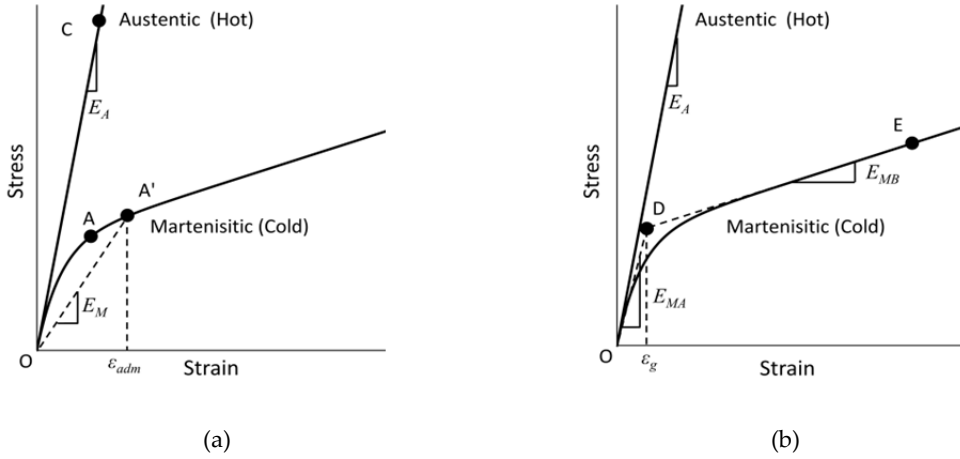 C
Austentic (Hot)
E_A
Stress
A
A'
Martenisitic (Cold)
E_M
O
ε_adm
Strain
(a)
Austentic (Hot)
E_A
Stress
E
E_MB
D
Martenisitic (Cold)
E_MA
O
ε_g
Strain
(b)